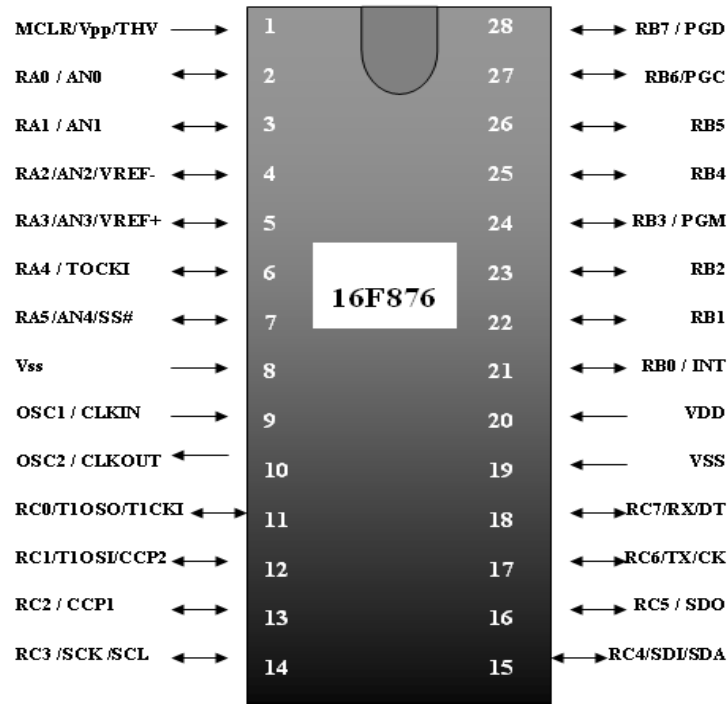 MCLR/Vpp/THV 1 28 RB7 / PGD
RA0 / AN0 2 27 RB6/PGC
RA1 / AN1 3 26 RB5
RA2/AN2/VREF- 4 25 RB4
RA3/AN3/VREF+ 5 24 RB3 / PGM
RA4 / TOCKI 6 23 RB2
16F876
RA5/AN4/SS# 7 22 RB1
Vss 8 21 RB0 / INT
OSC1 / CLKIN 9 20 VDD
OSC2 / CLKOUT 10 19 VSS
RC0/T1OSO/T1CKI 11 18 RC7/RX/DT
RC1/T1OSI/CCP2 12 17 RC6/TX/CK
RC2 / CCP1 13 16 RC5 / SDO
RC3 /SCK /SCL 14 15 RC4/SDI/SDA